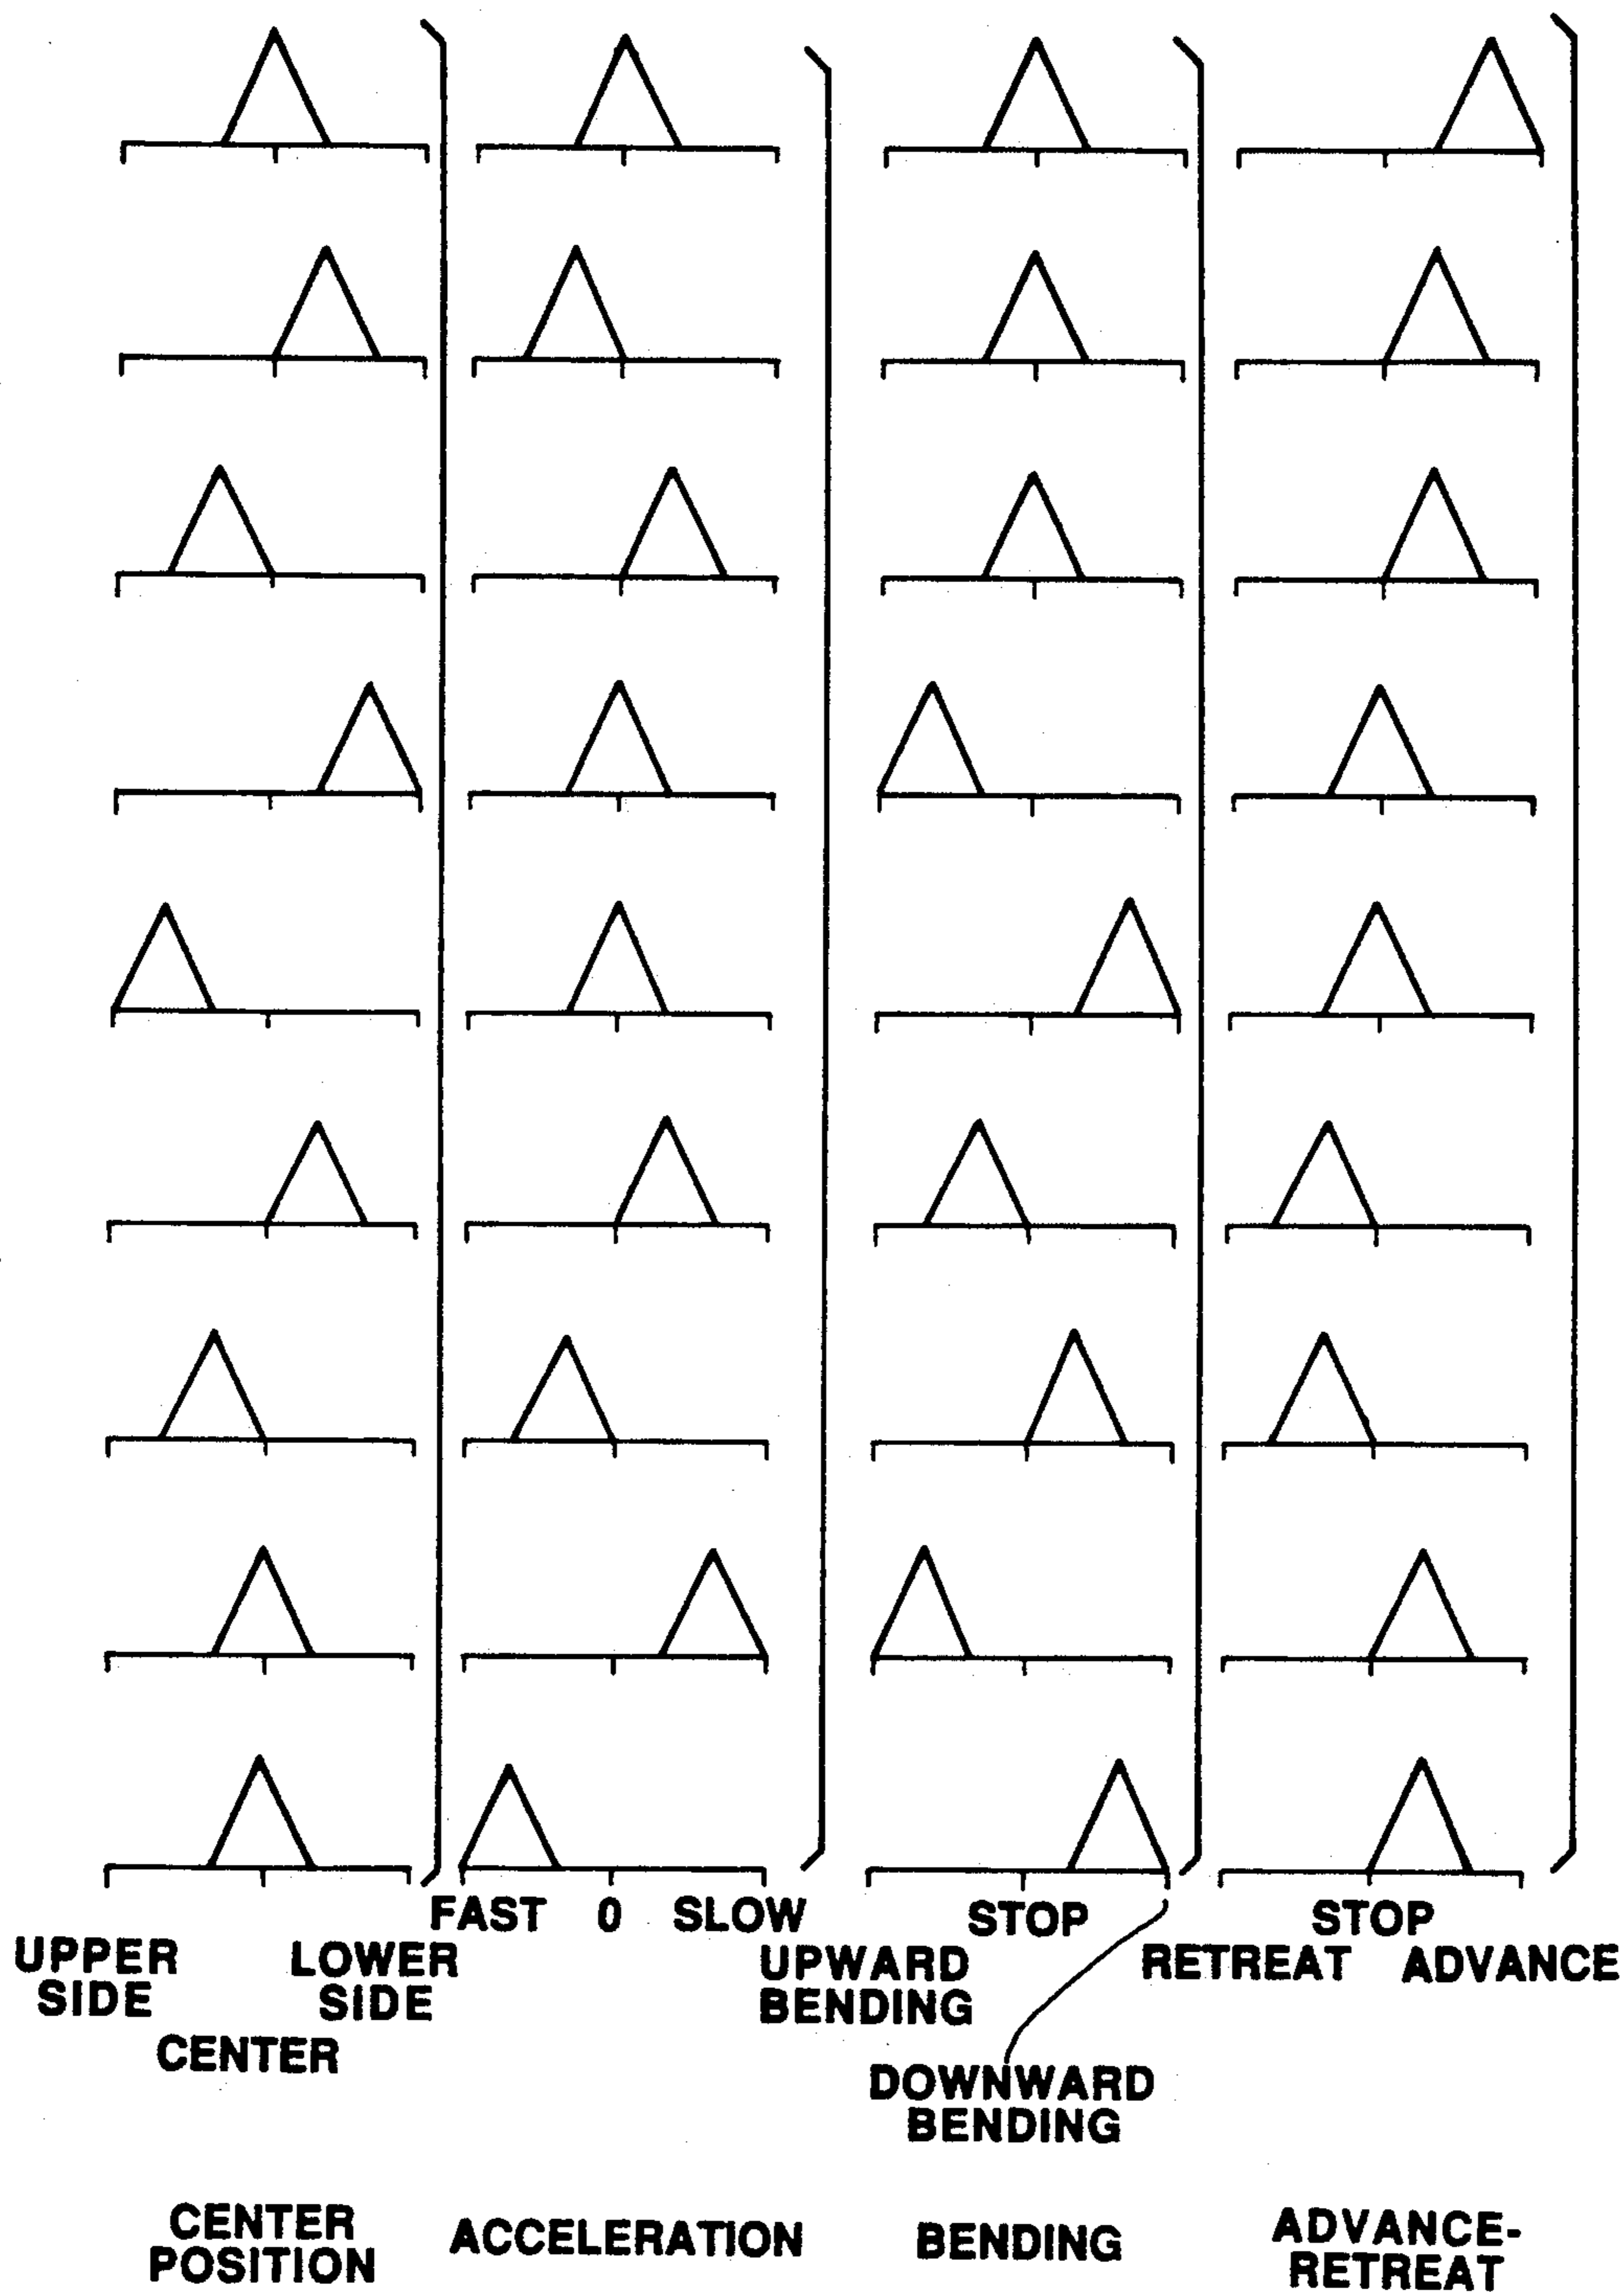 FAST 0 SLOW
STOP
STOP
UPPER
SIDE
LOWER
SIDE
CENTER
UPWARD
BENDING
RETREAT
ADVANCE
DOWNWARD
BENDING
CENTER
POSITION
ACCELERATION
BENDING
ADVANCE-
RETREAT